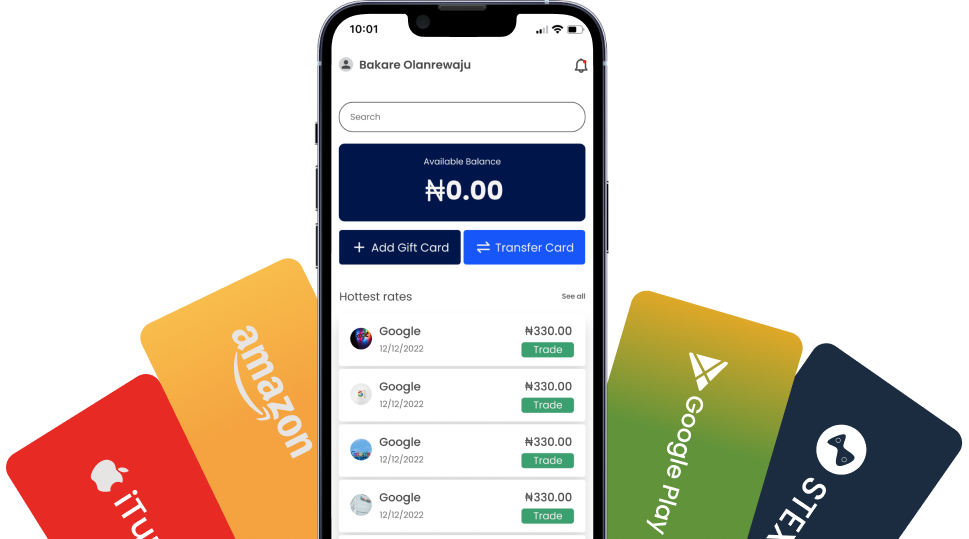 10:01
Bakare Olanrewaju
Search
Available Balance
₦0.00
+ Add Gift Card
Transfer Card
Hottest rates
See all
Google
₦330.00
12/12/2022
Trade
Google
₦330.00
12/12/2022
Trade
Google
₦330.00
12/12/2022
Trade
Google
₦330.00
12/12/2022
Trade
iTu
amazon
Google Play
STEX